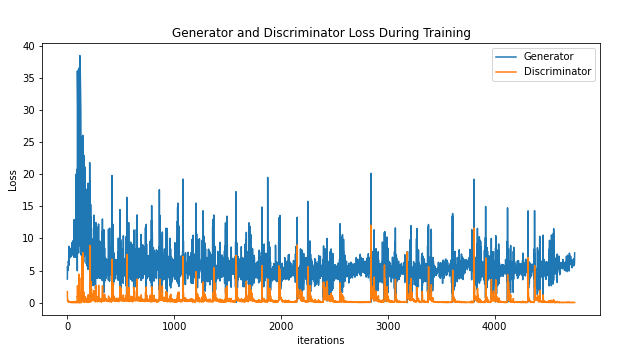 Generator and Discriminator Loss During Training
Generator
Discriminator
40
35
30
25
20
15
10
5
0
Loss
0 1000 2000 3000 4000
iterations